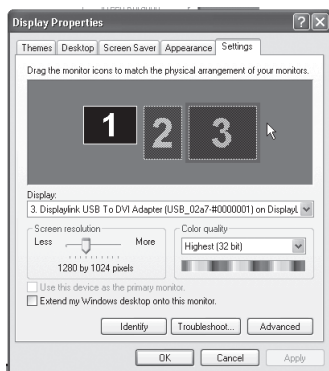 Display Properties
Themes Desktop Screen Saver Appearance Settings
Drag the monitor icons to match the physical arrangement of your monitors.
1 2 3
Display:
3. Displaylink USB To DVI Adapter (USB_02a7-#0000001) on DisplayL
Screen resolution Color quality
Less More Highest (32 bit)
1280 by 1024 pixels
Use this device as the primary monitor.
Extend my Windows desktop onto this monitor.
Identify Troubleshoot... Advanced
OK Cancel Apply